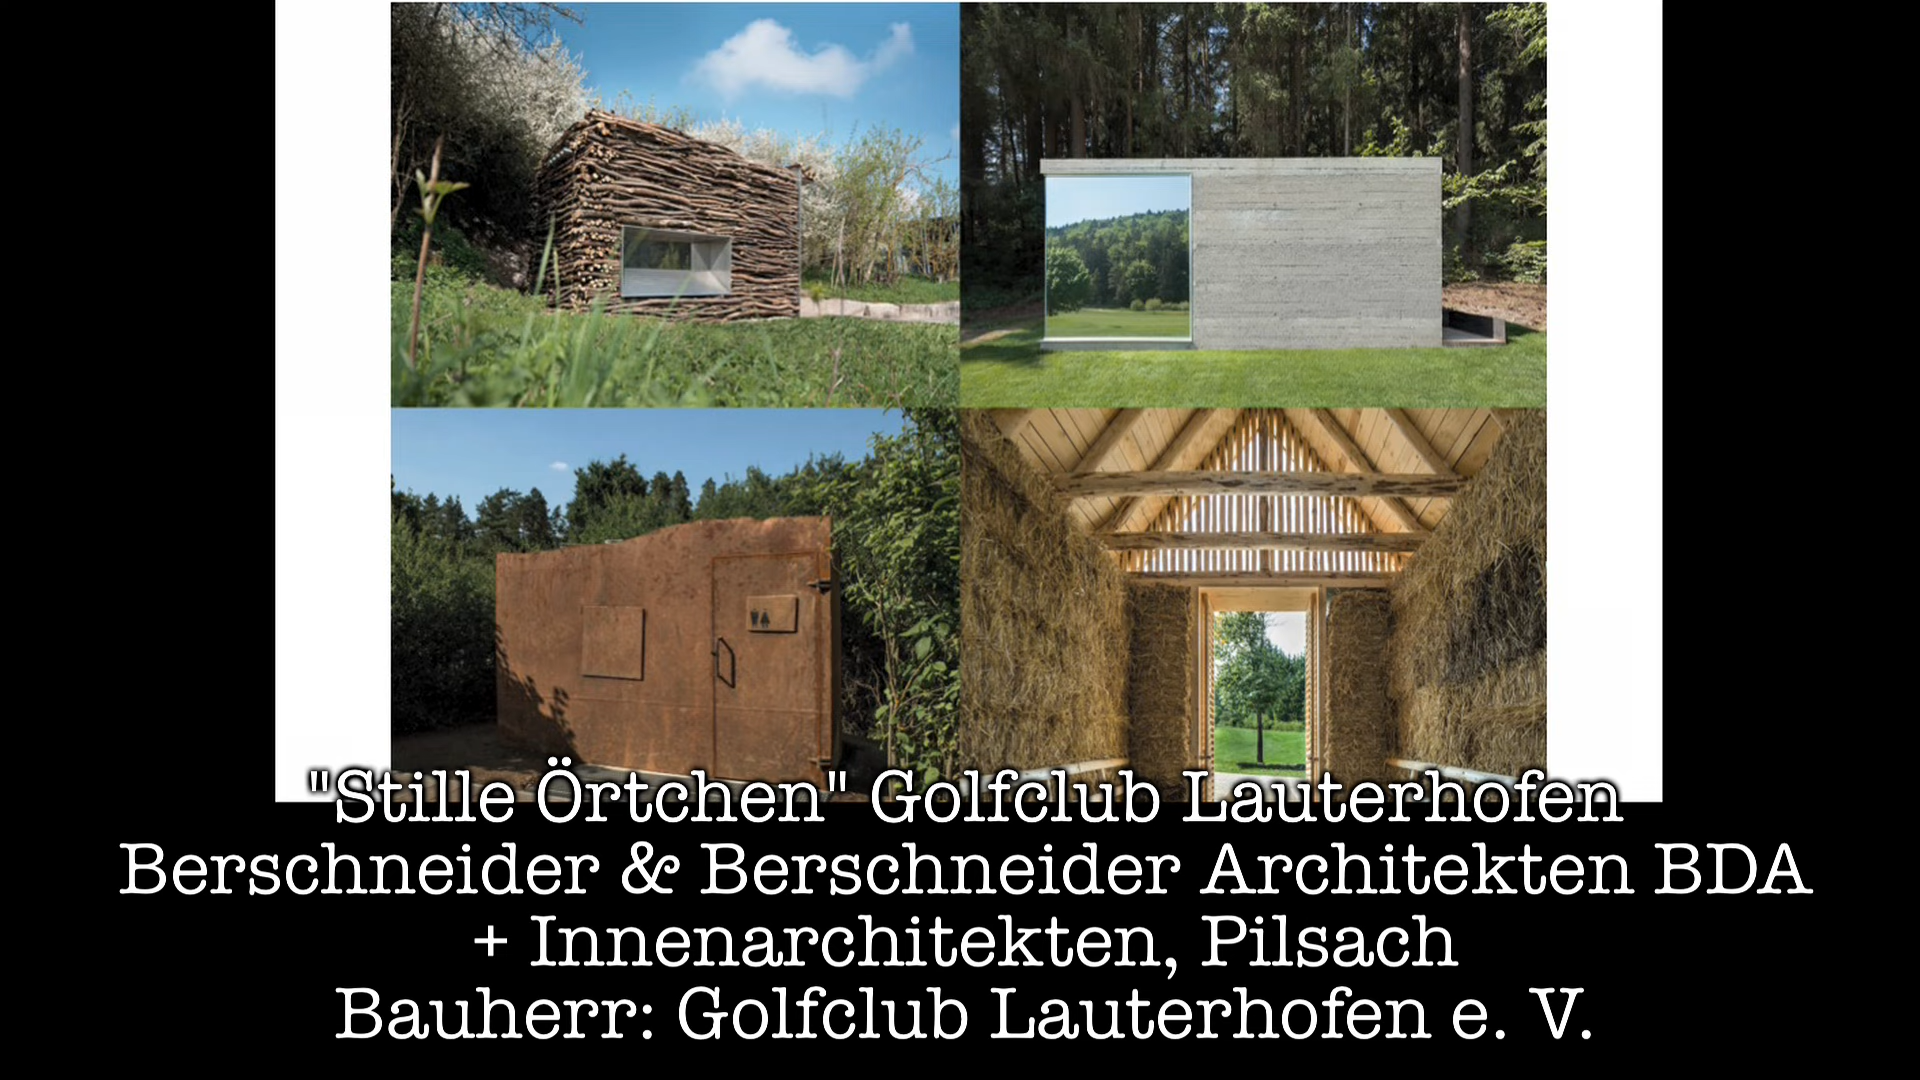 "Stille Örtchen" Golfclub Lauterhofen
Berschneider & Berschneider Architekten BDA
+ Innenarchitekten, Pilsach
Bauherr: Golfclub Lauterhofen e. V.